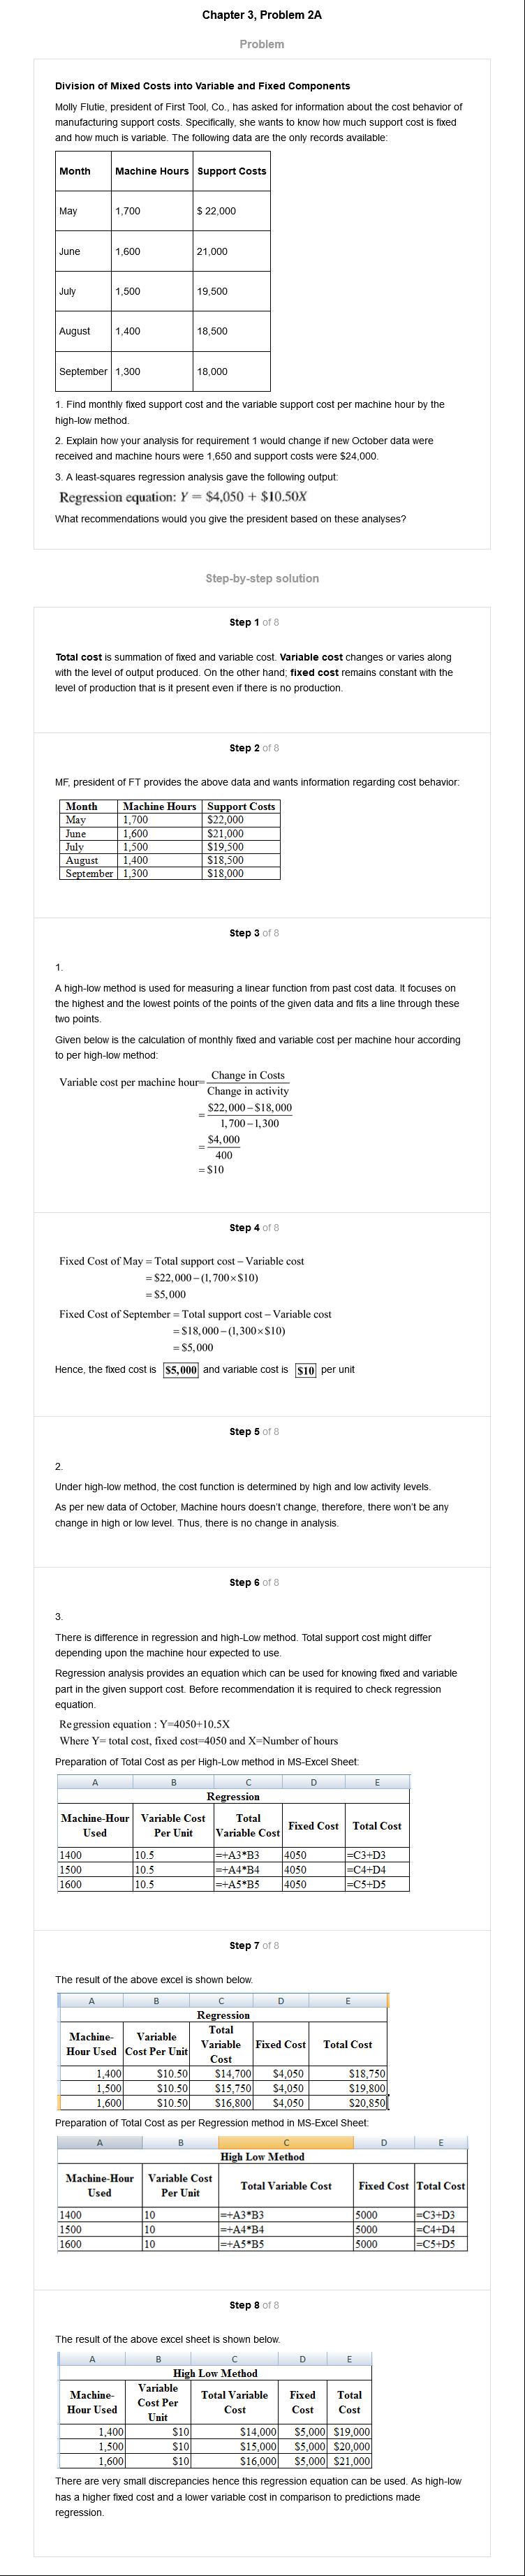 Chapter 3, Problem 2A
Problem
Division of Mixed Costs into Variable and Fixed Components
Molly Flutie, president of First Tool, Co., has asked for information about the cost behavior of
manufacturing support costs. Specifically, she wants to know how much support cost is fixed
and how much is variable. The following data are the only records available:
Month Machine Hours Support Costs
May 1,700 $ 22,000
June 1,600 21,000
July 1,500 19,500
August 1,400 18,500
September 1,300 18,000
1. Find monthly fixed support cost and the variable support cost per machine hour by the
high-low method.
2. Explain how your analysis for requirement 1 would change if new October data were
received and machine hours were 1,650 and support costs were $24,000.
3. A least-squares regression analysis gave the following output:
Regression equation: Y = $4,050 + $10.50X
What recommendations would you give the president based on these analyses?
Step-by-step solution
Step 1 of 8
Total cost is summation of fixed and variable cost. Variable cost changes or varies along
with the level of output produced. On the other hand; fixed cost remains constant with the
level of production that is it present even if there is no production.
Step 2 of 8
MF, president of FT provides the above data and wants information regarding cost behavior:
Month Machine Hours Support Costs
May 1,700 $22,000
June 1,600 $21,000
July 1,500 $19,500
August 1,400 $18,500
September 1,300 $18,000
Step 3 of 8
1.
A high-low method is used for measuring a linear function from past cost data. It focuses on
the highest and the lowest points of the points of the given data and fits a line through these
two points.
Given below is the calculation of monthly fixed and variable cost per machine hour according
to per high-low method:
Variable cost per machine hour= Change in Costs
Change in activity
= $22,000 – $18,000
1,700 – 1,300
= $4,000
400
= $10
Step 4 of 8
Fixed Cost of May = Total support cost – Variable cost
= $22,000 – (1,700×$10)
= $5,000
Fixed Cost of September = Total support cost – Variable cost
= $18,000 – (1,300×$10)
= $5,000
Hence, the fixed cost is $5,000 and variable cost is $10 per unit
Step 5 of 8
2.
Under high-low method, the cost function is determined by high and low activity levels.
As per new data of October, Machine hours doesn't change, therefore, there won't be any
change in high or low level. Thus, there is no change in analysis.
Step 6 of 8
3.
There is difference in regression and high-Low method. Total support cost might differ
depending upon the machine hour expected to use.
Regression analysis provides an equation which can be used for knowing fixed and variable
part in the given support cost. Before recommendation it is required to check regression
equation.
Regression equation : Y=4050+10.5X
Where Y= total cost, fixed cost=4050 and X=Number of hours
Preparation of Total Cost as per High-Low method in MS-Excel Sheet:
A B C D E
Regression
Machine-Hour Used Variable Cost Per Unit Total Variable Cost Fixed Cost Total Cost
1400 10.5 =+A3*B3 4050 =C3+D3
1500 10.5 =+A4*B4 4050 =C4+D4
1600 10.5 =+A5*B5 4050 =C5+D5
Step 7 of 8
The result of the above excel is shown below.
A B C D E
Regression
Machine-Hour Used Variable Cost Per Unit Total Variable Cost Fixed Cost Total Cost
1,400 $10.50 $14,700 $4,050 $18,750
1,500 $10.50 $15,750 $4,050 $19,800
1,600 $10.50 $16,800 $4,050 $20,850
Preparation of Total Cost as per Regression method in MS-Excel Sheet:
A B C D E
High Low Method
Machine-Hour Used Variable Cost Per Unit Total Variable Cost Fixed Cost Total Cost
1400 10 =+A3*B3 5000 =C3+D3
1500 10 =+A4*B4 5000 =C4+D4
1600 10 =+A5*B5 5000 =C5+D5
Step 8 of 8
The result of the above excel sheet is shown below.
A B C D E
High Low Method
Machine-Hour Used Variable Cost Per Unit Total Variable Cost Fixed Cost Total Cost
1,400 $10 $14,000 $5,000 $19,000
1,500 $10 $15,000 $5,000 $20,000
1,600 $10 $16,000 $5,000 $21,000
There are very small discrepancies hence this regression equation can be used. As high-low
has a higher fixed cost and a lower variable cost in comparison to predictions made
regression.